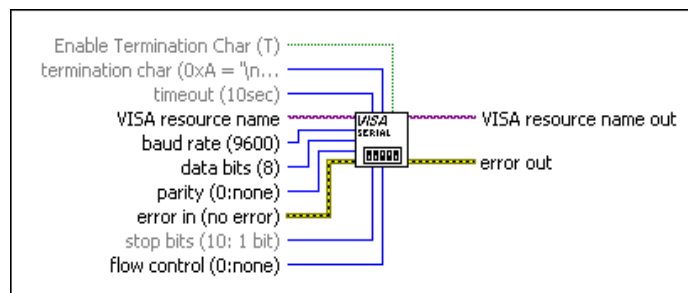 Enable Termination Char (T)
termination char (0xA = "\n...
timeout (10sec)
VISA resource name
baud rate (9600)
data bits (8)
parity (0:none)
error in (no error)
stop bits (10: 1 bit)
flow control (0:none)
VISA
SERIAL
VISA resource name out
error out